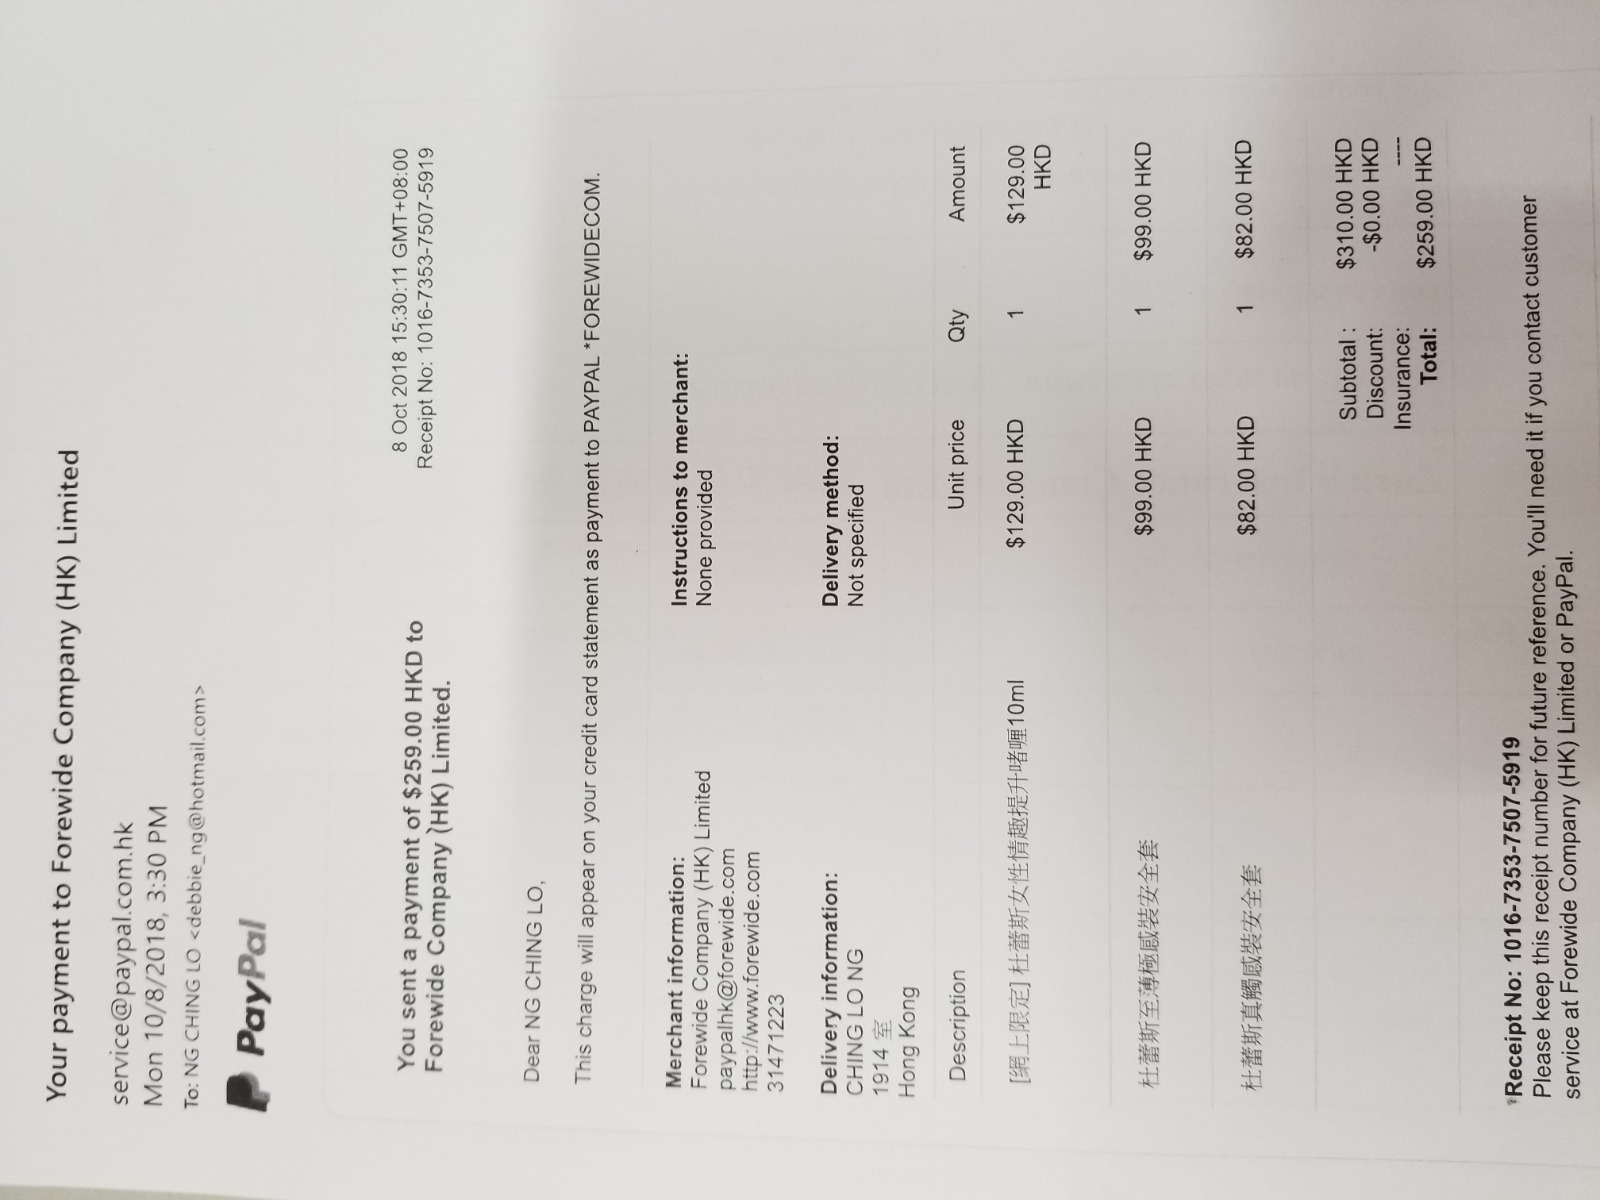 Your payment to Forewide Company (HK) Limited
service@paypal.com.hk
Mon 10/8/2018, 3:30 PM
To: NG CHING LO <debbie_ng@hotmail.com>
PayPal
8 Oct 2018 15:30:11 GMT+08:00
Receipt No: 1016-7353-7507-5919
You sent a payment of $259.00 HKD to
Forewide Company (HK) Limited.
Dear NG CHING LO,
This charge will appear on your credit card statement as payment to PAYPAL *FOREWIDECOM.
Merchant information:
Forewide Company (HK) Limited
paypalhk@forewide.com
http://www.forewide.com
31471223
Instructions to merchant:
None provided
Delivery information:
CHING LO NG
1914 室
Hong Kong
Delivery method:
Not specified
Description Unit price Qty Amount
[網上限定] 杜蕾斯女性情趣提升啫喱10ml $129.00 HKD 1 $129.00
HKD
杜蕾斯至薄極感裝安全套 $99.00 HKD 1 $99.00 HKD
杜蕾斯真觸感裝安全套 $82.00 HKD 1 $82.00 HKD
Subtotal : $310.00 HKD
Discount: -$0.00 HKD
Insurance: ----
Total: $259.00 HKD
Receipt No: 1016-7353-7507-5919
Please keep this receipt number for future reference. You'll need it if you contact customer
service at Forewide Company (HK) Limited or PayPal.